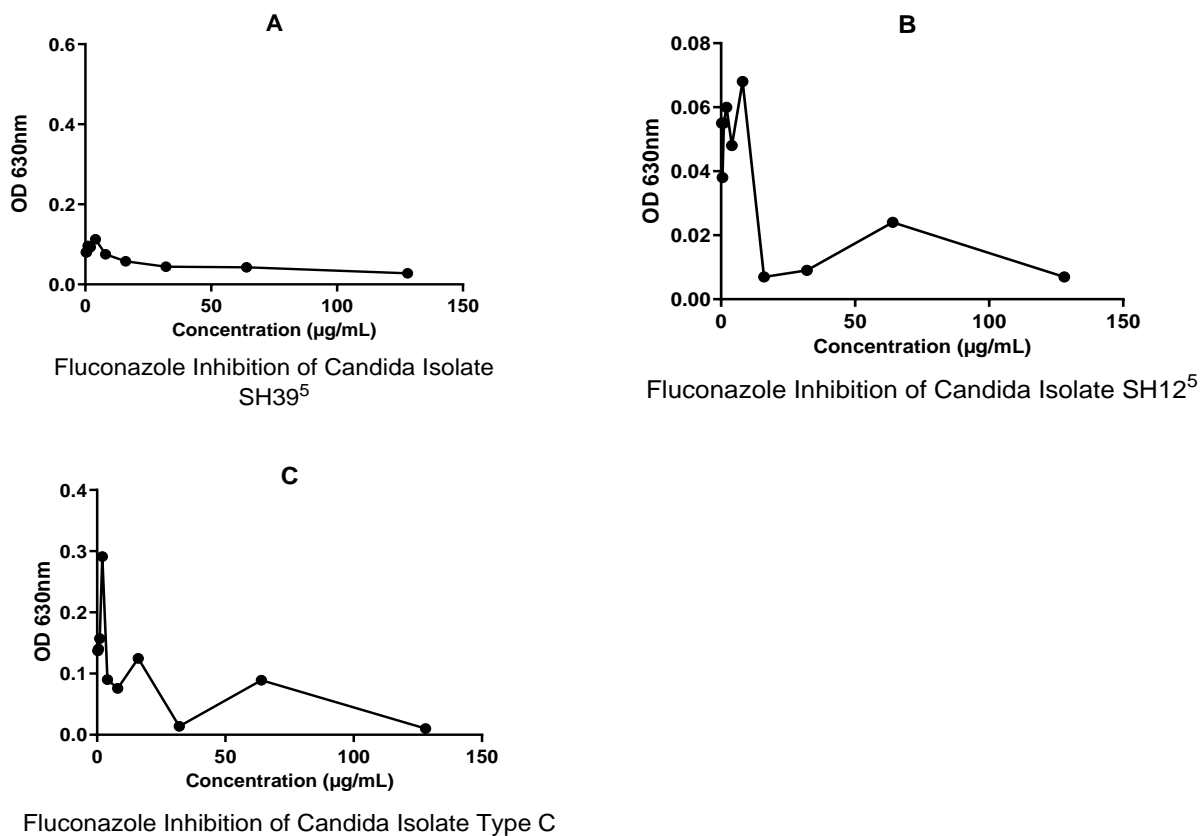 A
OD 630nm
0.6
0.4
0.2
0.0
0
50
100
150
Concentration (µg/mL)
Fluconazole Inhibition of Candida Isolate
SH39⁵
B
OD 630nm
0.08
0.06
0.04
0.02
0.00
0
50
100
150
Concentration (µg/mL)
Fluconazole Inhibition of Candida Isolate SH12⁵
C
OD 630nm
0.4
0.3
0.2
0.1
0.0
0
50
100
150
Concentration (µg/mL)
Fluconazole Inhibition of Candida Isolate Type C